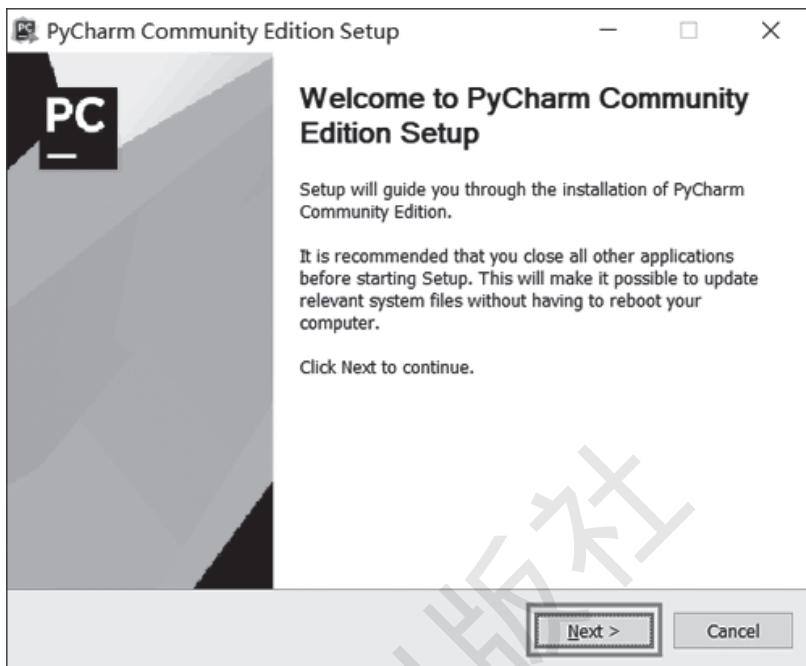 PyCharm Community Edition Setup
PC
Welcome to PyCharm Community
Edition Setup
Setup will guide you through the installation of PyCharm
Community Edition.
It is recommended that you close all other applications
before starting Setup. This will make it possible to update
relevant system files without having to reboot your
computer.
Click Next to continue.
版社
Next >
Cancel